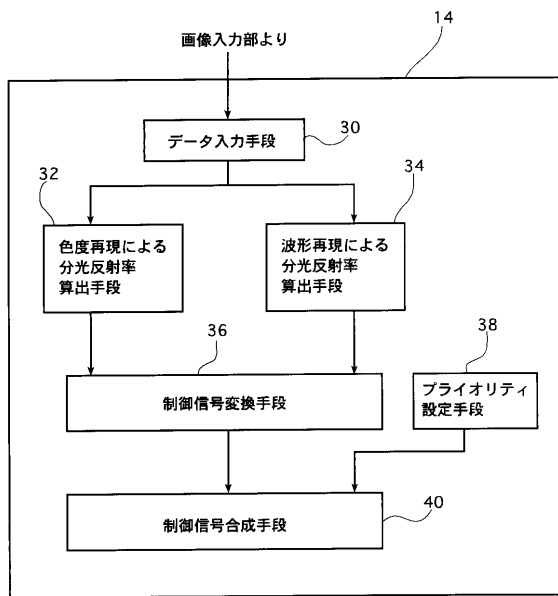 画像入力部より
14
データ入力手段
30
32
34
色度再現による
分光反射率
算出手段
波形再現による
分光反射率
算出手段
36
38
制御信号変換手段
プライオリティ
設定手段
制御信号合成手段
40